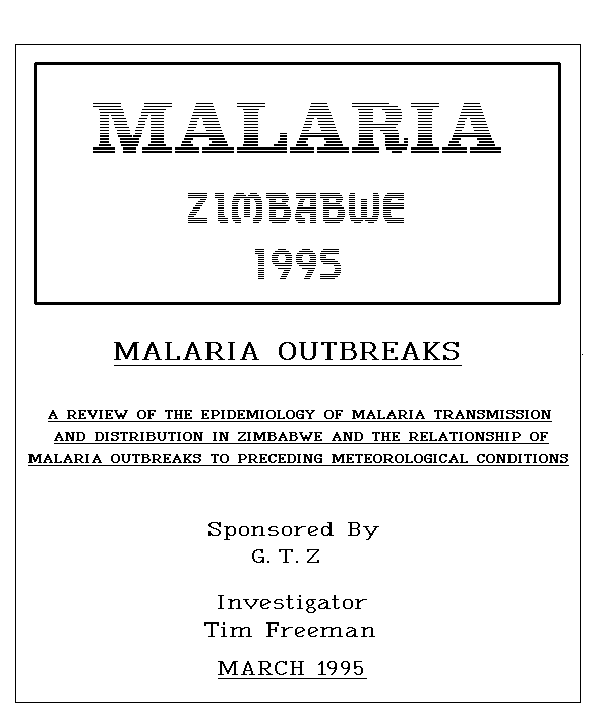 MALARIA
ZIMBABWE
1995
MALARIA OUTBREAKS
A REVIEW OF THE EPIDEMIOLOGY OF MALARIA TRANSMISSION
AND DISTRIBUTION IN ZIMBABWE AND THE RELATIONSHIP OF
MALARIA OUTBREAKS TO PRECEDING METEOROLOGICAL CONDITIONS
Sponsored By
G. T. Z
Investigator
Tim Freeman
MARCH 1995